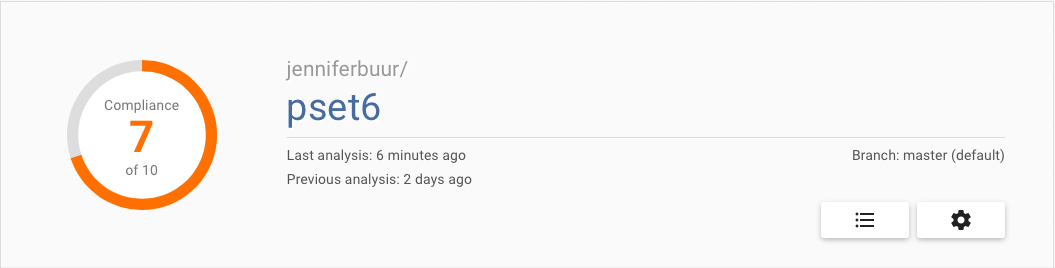 Compliance
7
of 10
jenniferbuur/
pset6
Last analysis: 6 minutes ago
Branch: master (default)
Previous analysis: 2 days ago